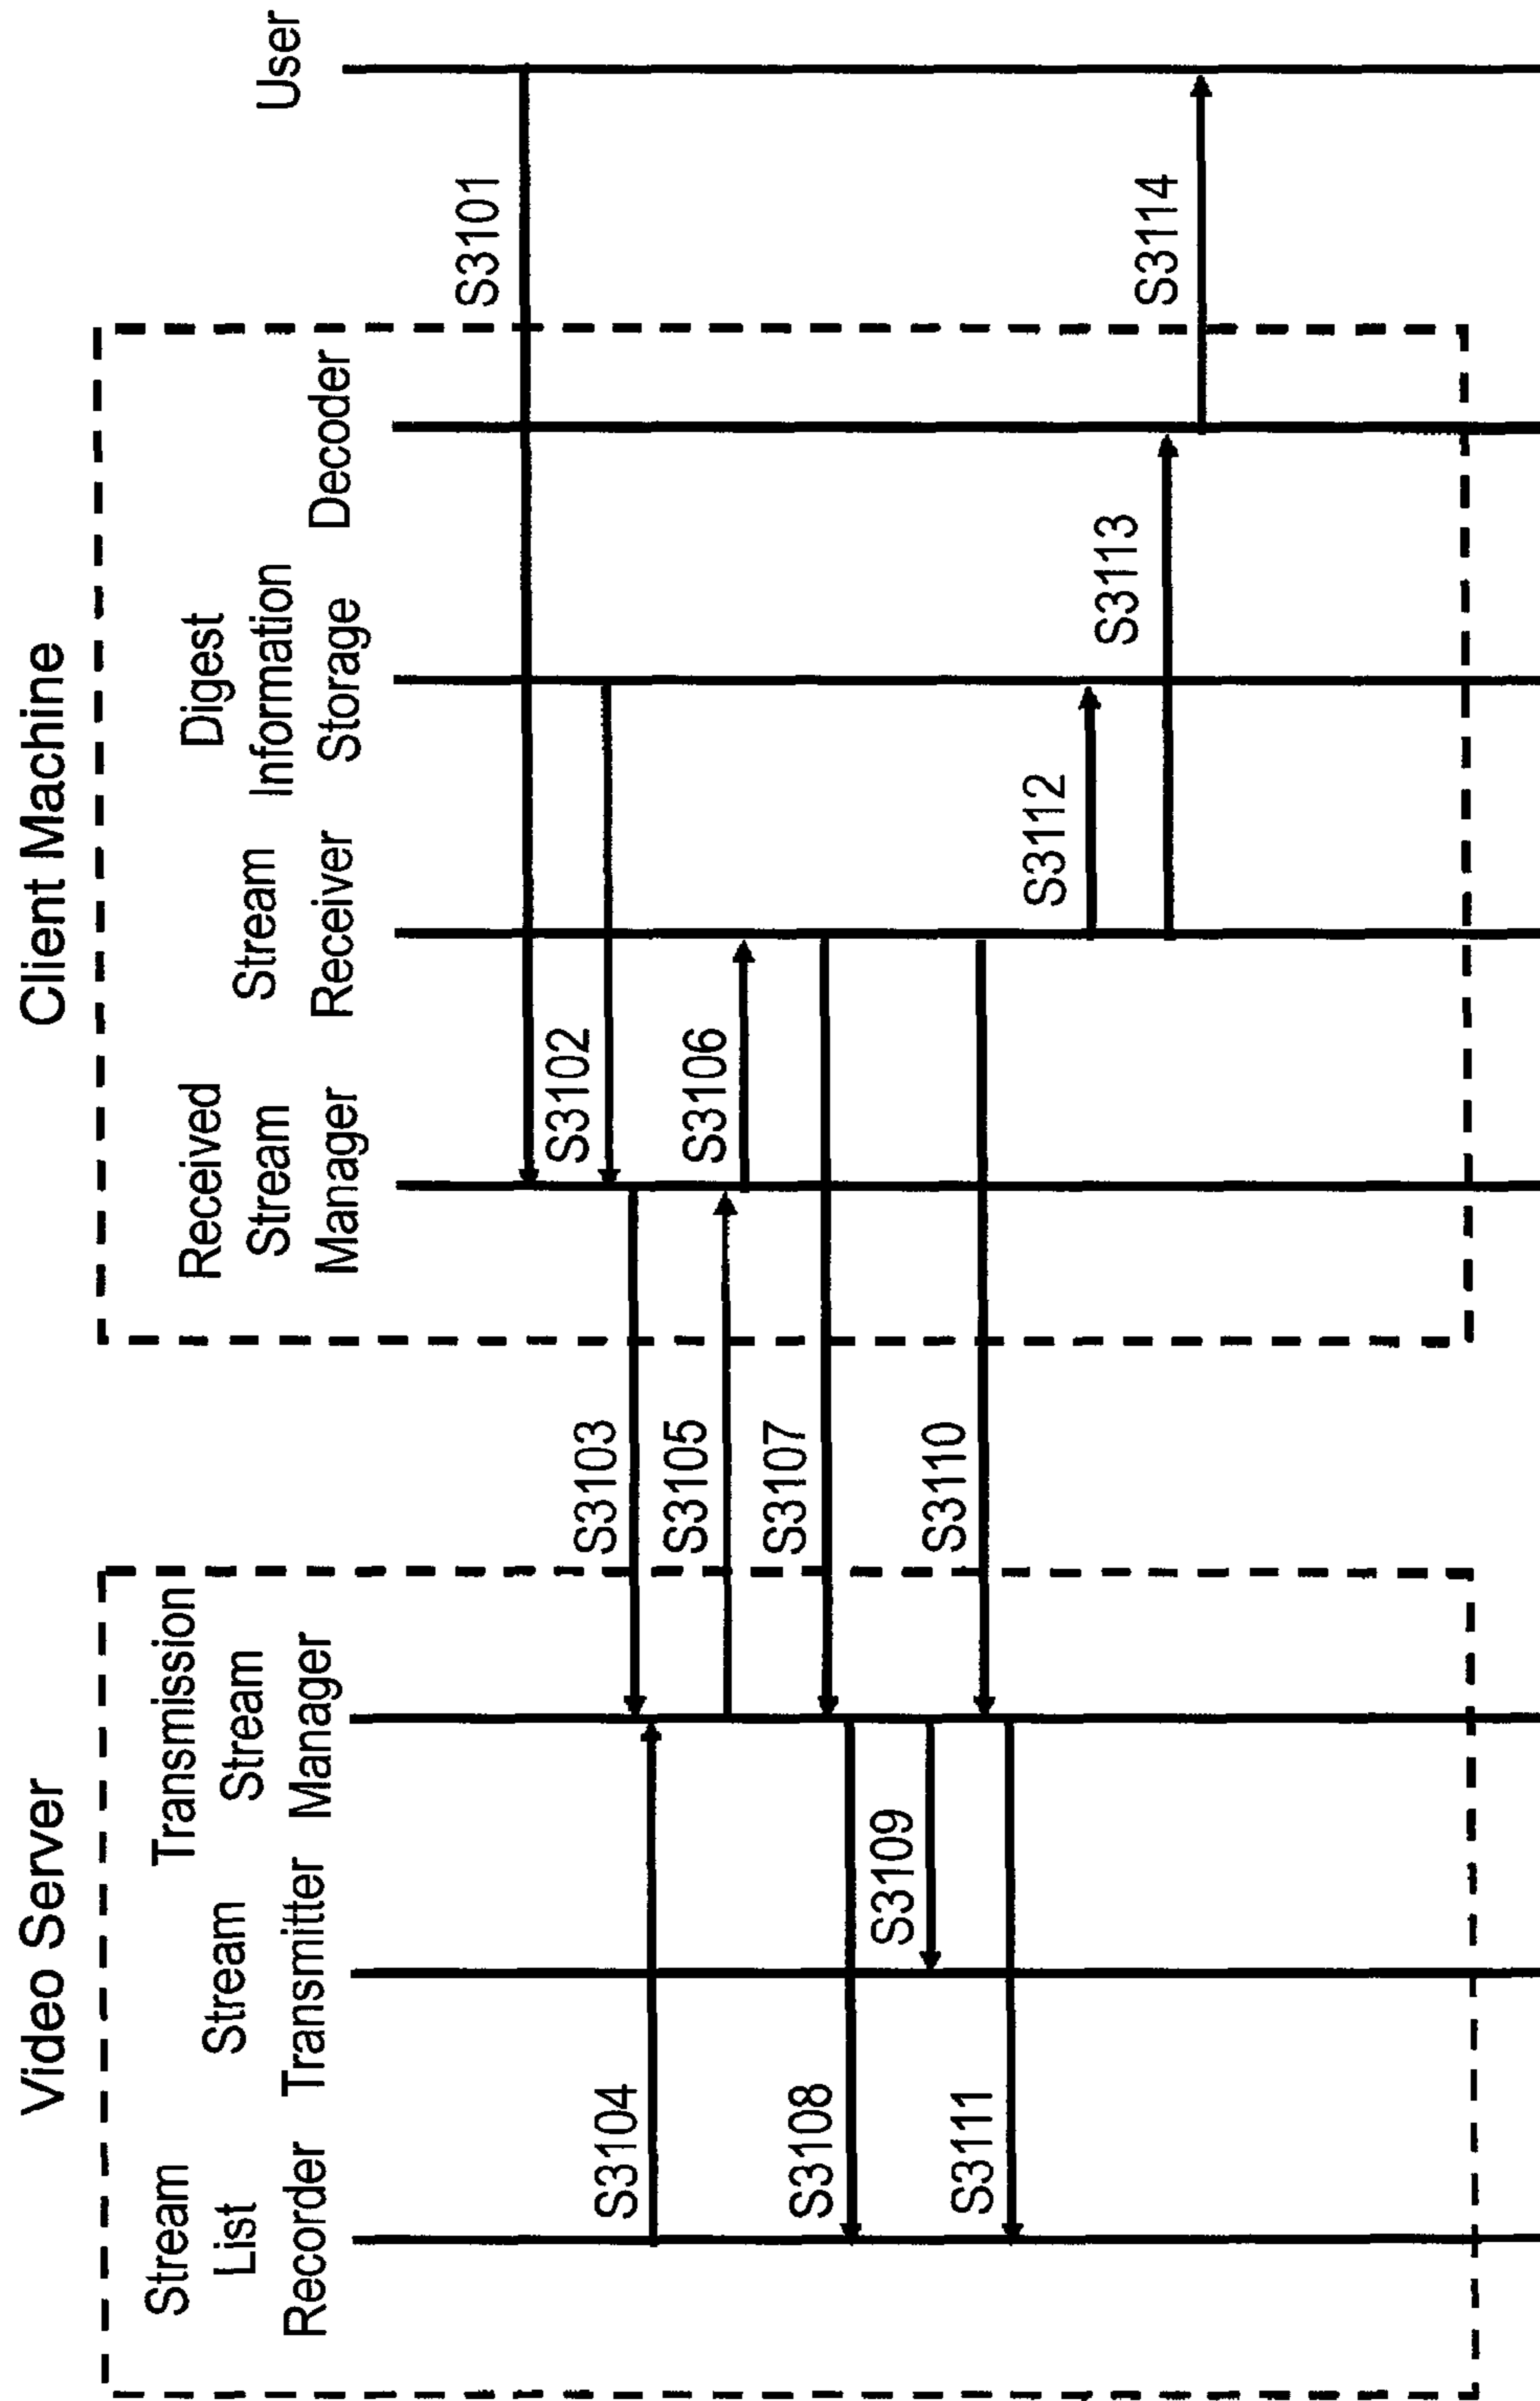 Video Server
Client Machine
Stream
List
Recorder
Stream
Transmitter
Transmission
Stream
Manager
Received
Stream
Manager
Stream
Receiver
Digest
Information
Storage
Decoder
User
S3101
S3102
S3103
S3104
S3105
S3106
S3107
S3108
S3109
S3110
S3111
S3112
S3113
S3114